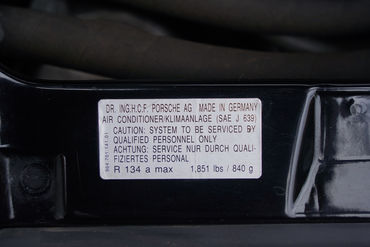 DR. ING.H.C.F. PORSCHE AG MADE IN GERMANY
AIR CONDITIONER/KLIMAANLAGE (SAE J 639)
CAUTION: SYSTEM TO BE SERVICED BY
QUALIFIED PERSONNEL ONLY
ACHTUNG: SERVICE NUR DURCH QUALI-
FIZIERTES PERSONAL
R 134 a max 1,851 lbs / 840 g